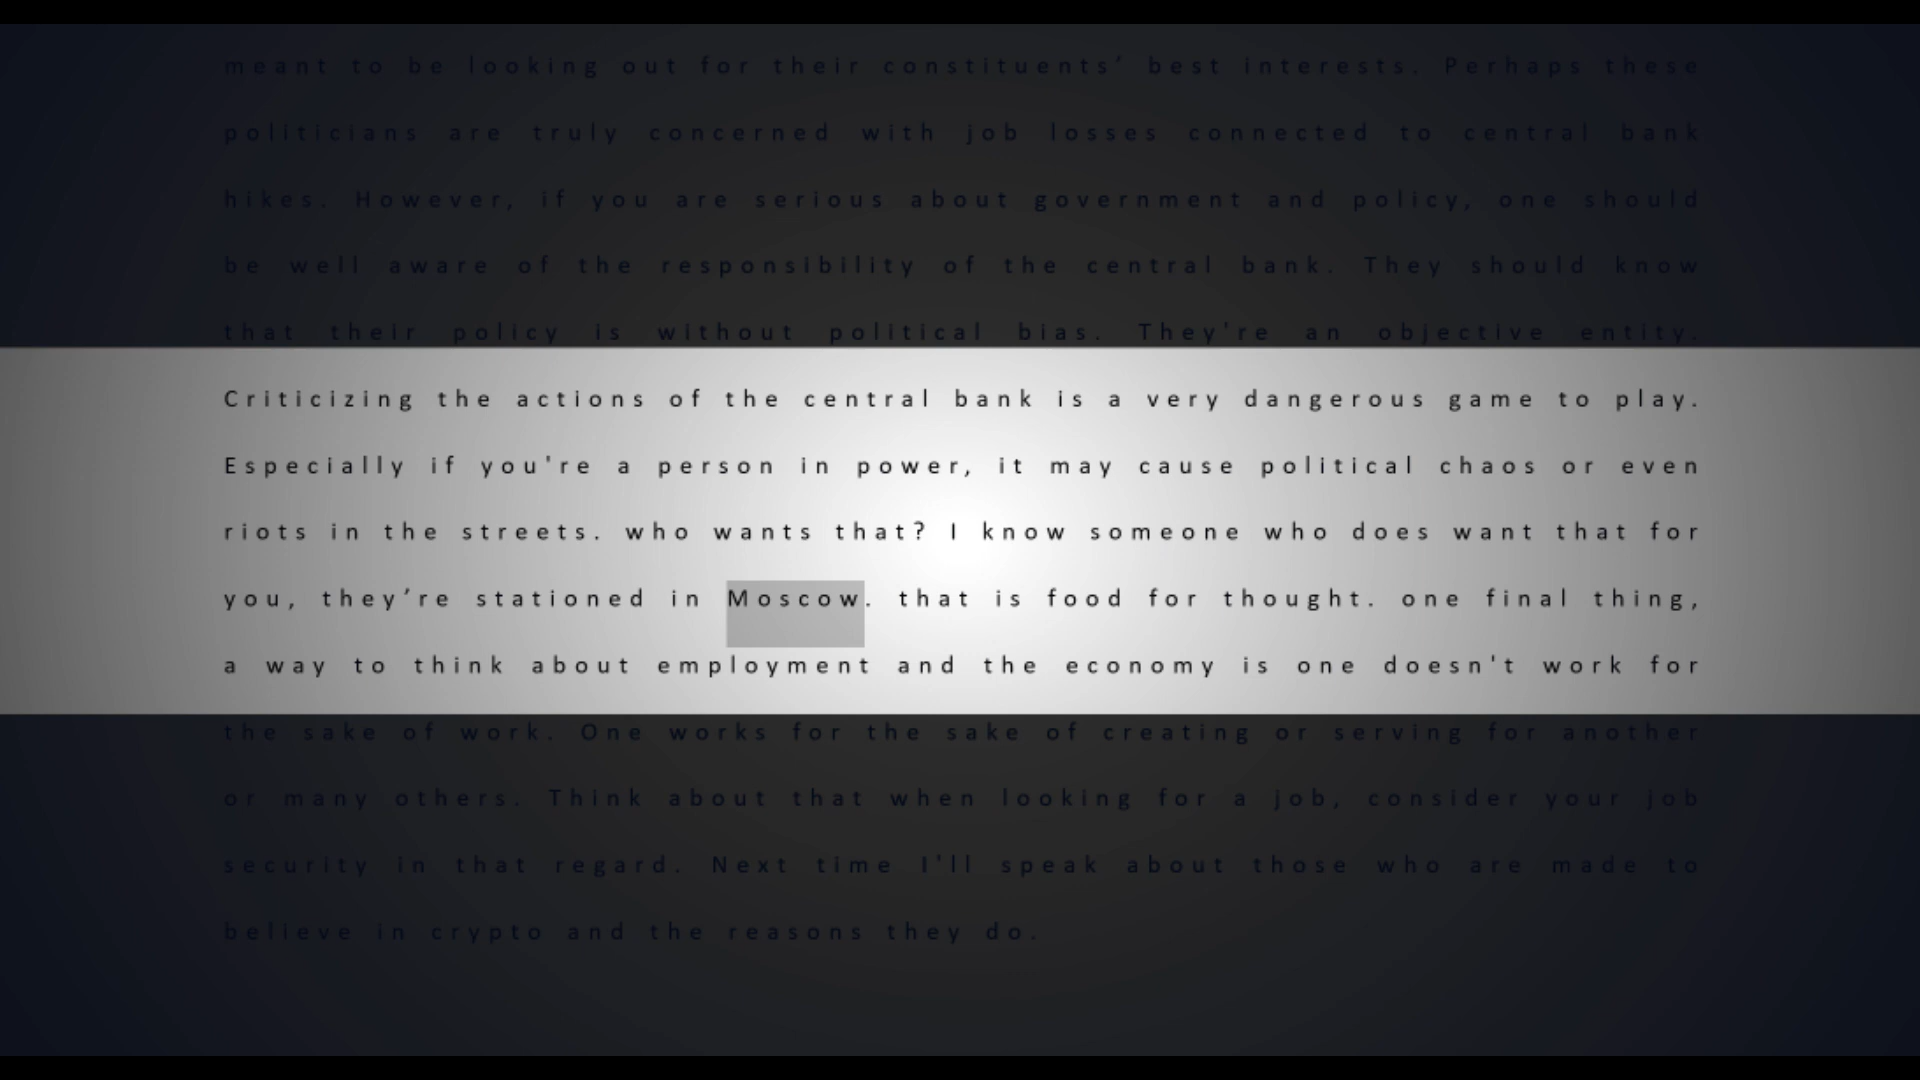 meant to be looking out for their constituents’ best interests. Perhaps these
politicians are truly concerned with job losses connected to central bank
hikes. However, if you are serious about government and policy, one should
be well aware of the responsibility of the central bank. They should know
that their policy is without political bias. They're an objective entity.
Criticizing the actions of the central bank is a very dangerous game to play.
Especially if you're a person in power, it may cause political chaos or even
riots in the streets. who wants that? I know someone who does want that for
you, they’re stationed in Moscow. that is food for thought. one final thing,
a way to think about employment and the economy is one doesn't work for
the sake of work. One works for the sake of creating or serving for another
or many others. Think about that when looking for a job, consider your job
security in that regard. Next time I'll speak about those who are made to
believe in crypto and the reasons they do.